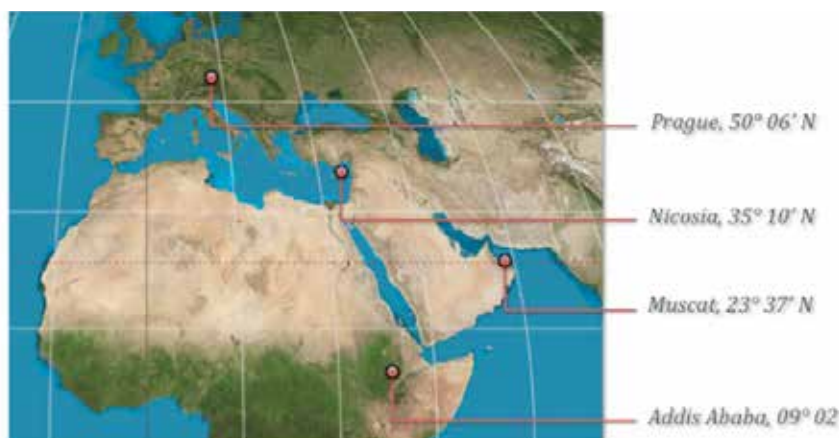 Prague, 50° 06' N
Nicosia, 35° 10' N
Muscat, 23° 37' N
Addis Ababa, 09° 02